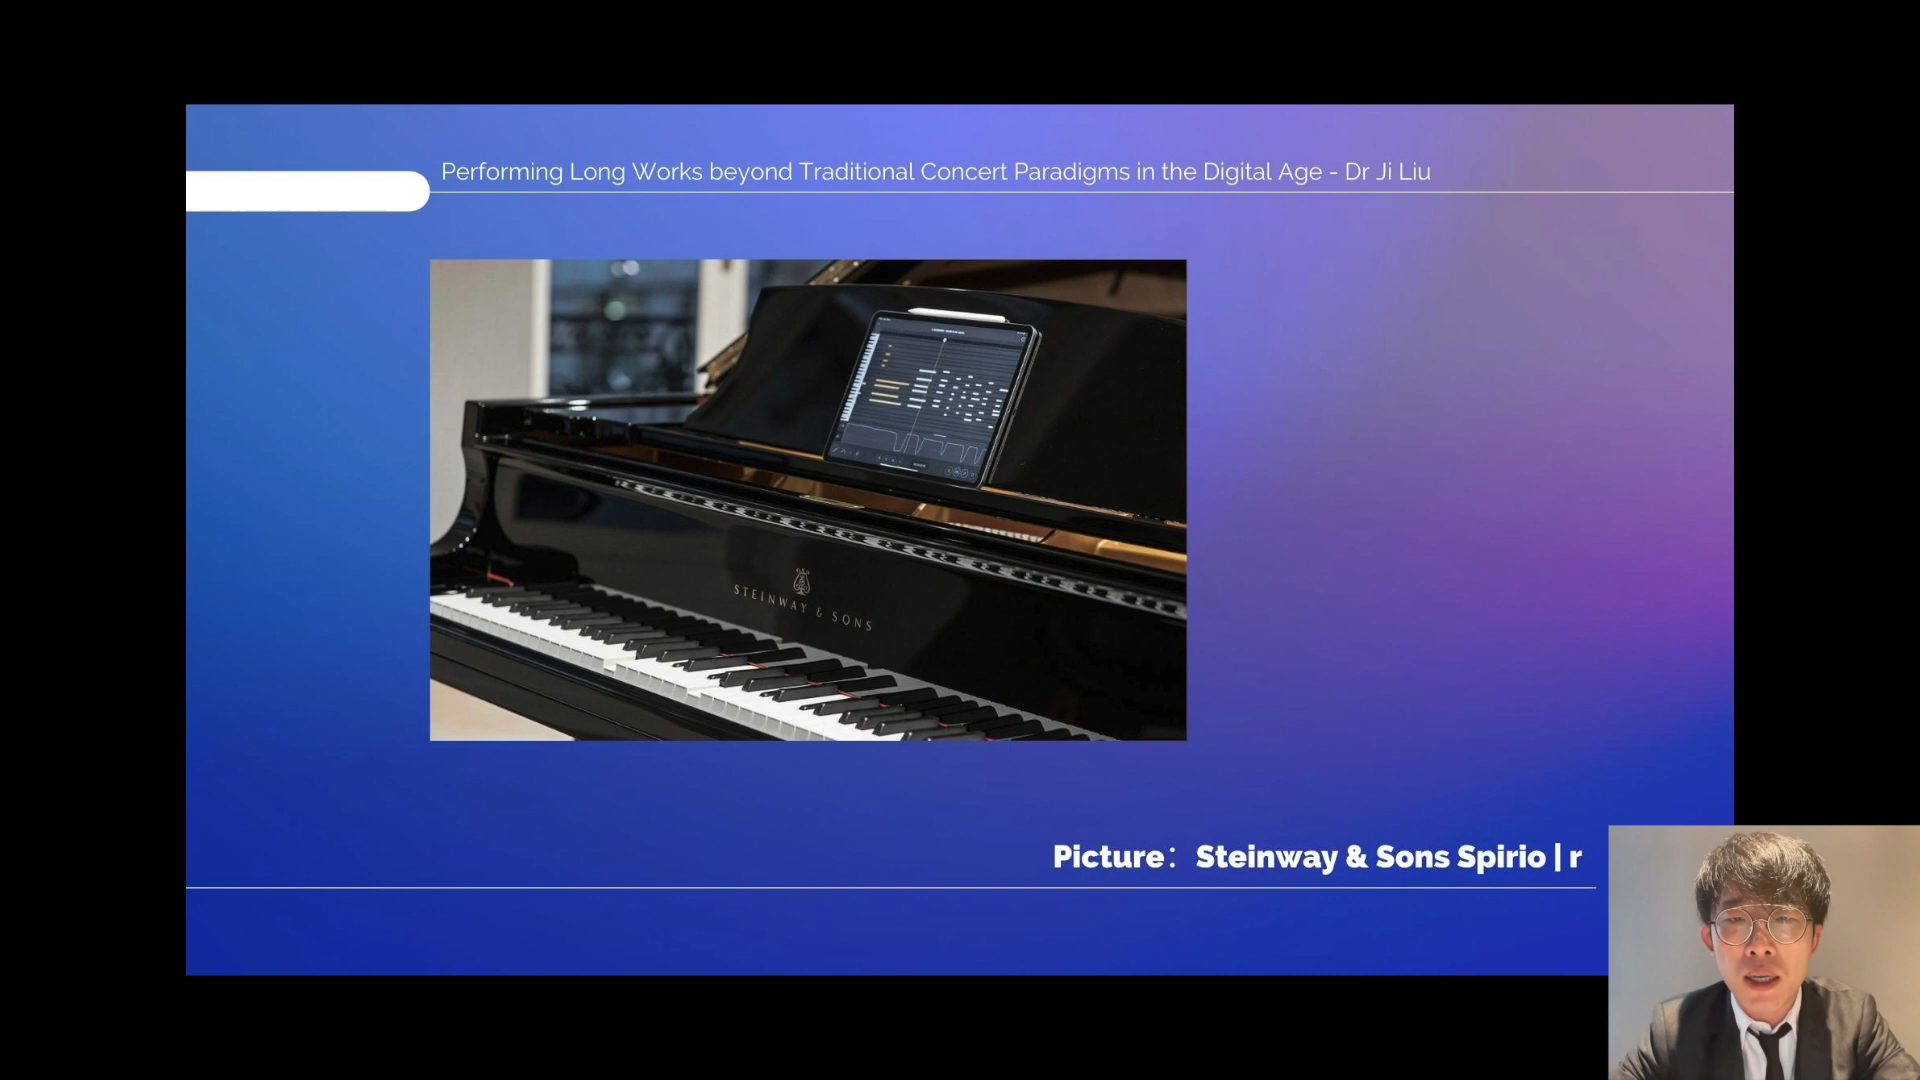 Performing Long Works beyond Traditional Concert Paradigms in the Digital Age - Dr Ji Liu
STEINWAY & SONS
Picture：Steinway & Sons Spirio | r